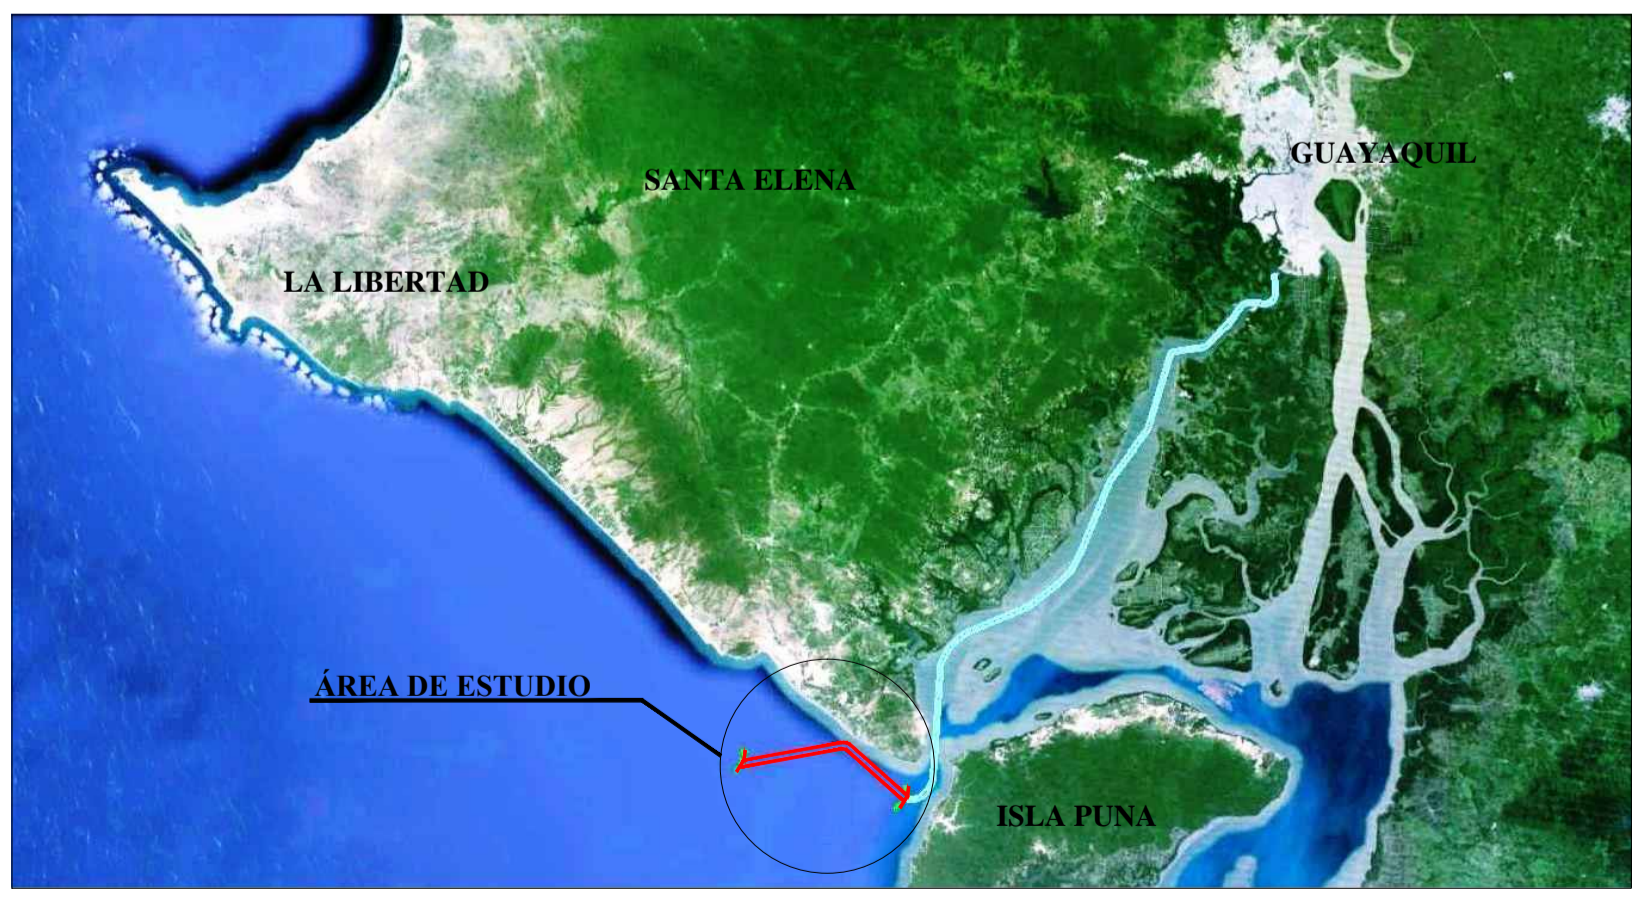 GUAYAQUIL
SANTA ELENA
LA LIBERTAD
ÁREA DE ESTUDIO
ISLA PUNA